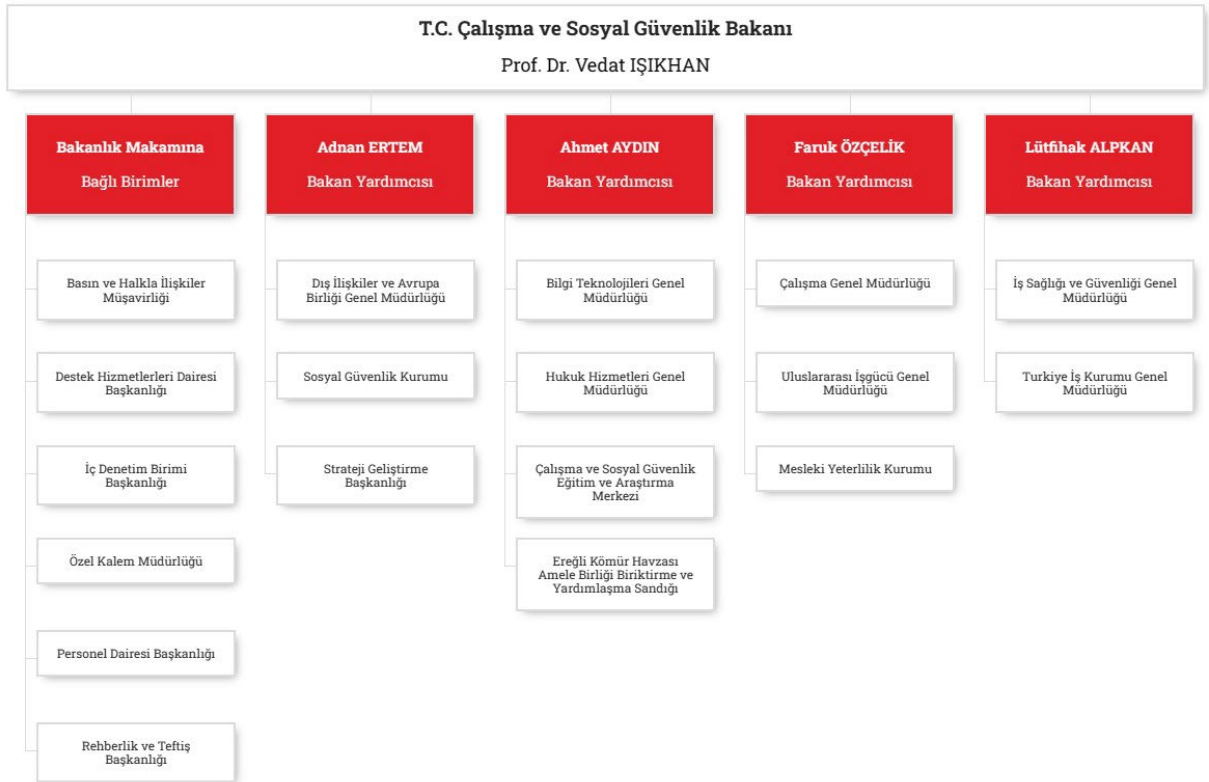 T.C. Çalışma ve Sosyal Güvenlik Bakanı
Prof. Dr. Vedat IŞIKHAN
Bakanlık Makamına
Bağlı Birimler
Basın ve Halkla İlişkiler
Müşavirliği
Destek Hizmetlerleri Dairesi
Başkanlığı
İç Denetim Birimi
Başkanlığı
Özel Kalem Müdürlüğü
Personel Dairesi Başkanlığı
Rehberlik ve Teftiş
Başkanlığı
Adnan ERTEM
Bakan Yardımcısı
Dış İlişkiler ve Avrupa
Birliği Genel Müdürlüğü
Sosyal Güvenlik Kurumu
Strateji Geliştirme
Başkanlığı
Ahmet AYDIN
Bakan Yardımcısı
Bilgi Teknolojileri Genel
Müdürlüğü
Hukuk Hizmetleri Genel
Müdürlüğü
Çalışma ve Sosyal Güvenlik
Eğitim ve Araştırma
Merkezi
Ereğli Kömür Havzası
Amele Birliği Biriktirme ve
Yardımlaşma Sandığı
Faruk ÖZÇELİK
Bakan Yardımcısı
Çalışma Genel Müdürlüğü
Uluslararası İşgücü Genel
Müdürlüğü
Mesleki Yeterlilik Kurumu
Lütfihak ALPKAN
Bakan Yardımcısı
İş Sağlığı ve Güvenliği Genel
Müdürlüğü
Turkiye İş Kurumu Genel
Müdürlüğü